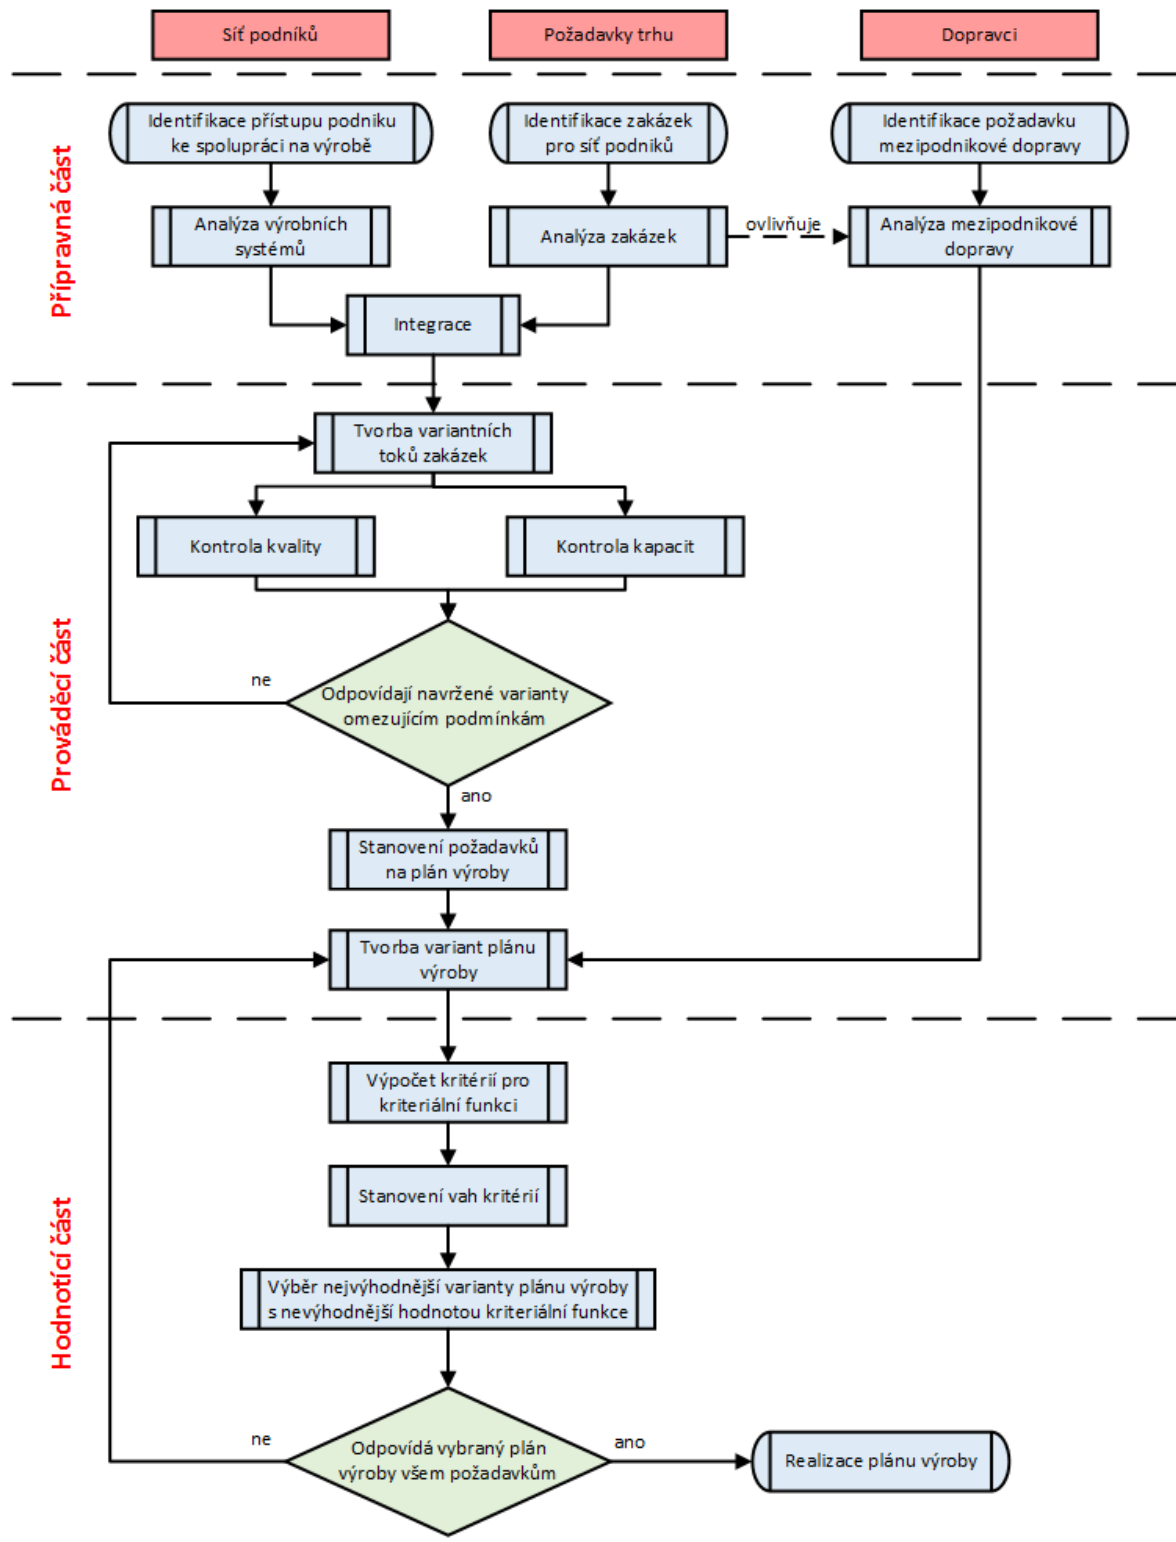 Síť podníků
Požadavky trhu
Dopravci
Přípravná část
Identifikace přístupu podniku
ke spolupráci na výrobě
Identifikace zakázek
pro síť podniků
Identifikace požadavku
mezipodnikové dopravy
Analýza výrobních
systémů
Analýza zakázek
ovlivňuje
Analýza mezipodnikové
dopravy
Integrace
Prováděcí část
Tvorba variantních
toků zakázek
Kontrola kvality
Kontrola kapacit
ne
Odpovídají navržené varianty
omezujícím podmínkám
ano
Stanovení požadavků
na plán výroby
Tvorba variant plánu
výroby
Hodnotící část
Výpočet kritérií pro
kriteriální funkci
Stanovení vah kritérií
Výběr nejvýhodnější varianty plánu výroby
s nevýhodnější hodnotou kriteriální funkce
ne
Odpovídá vybraný plán
výroby všem požadavkům
ano
Realizace plánu výroby